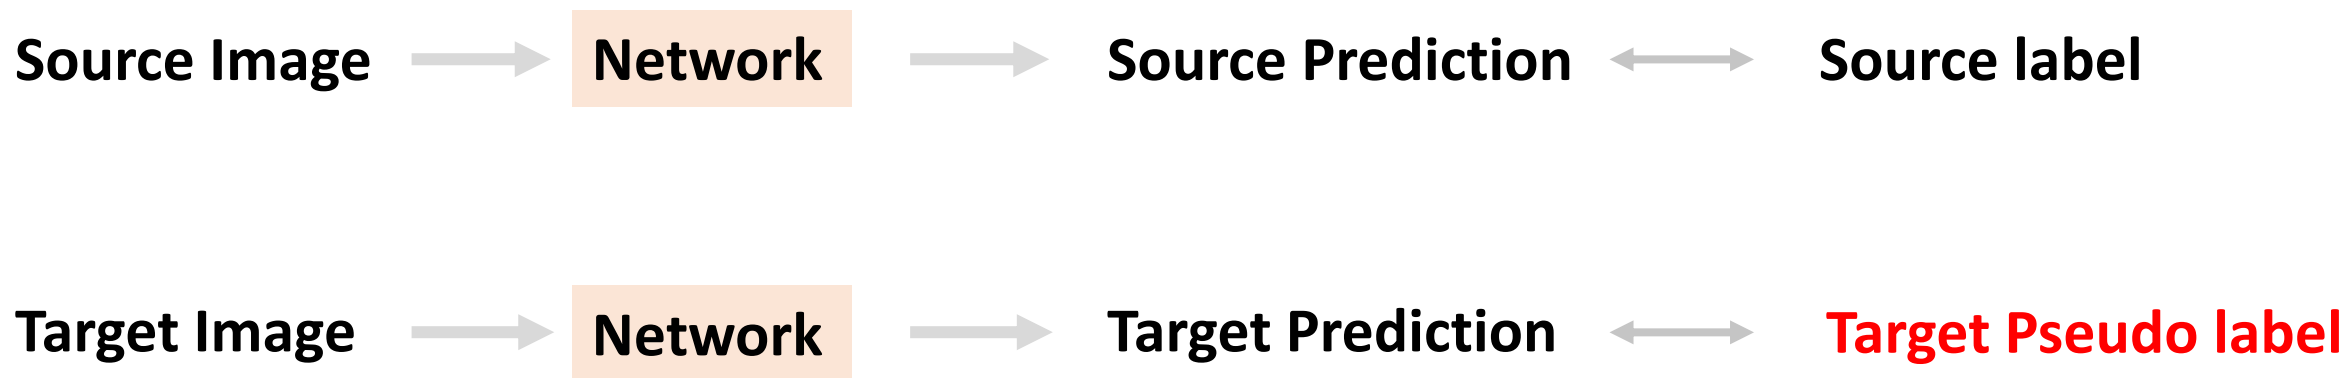 Source Image Network Source Prediction Source label
Target Image Network Target Prediction Target Pseudo label